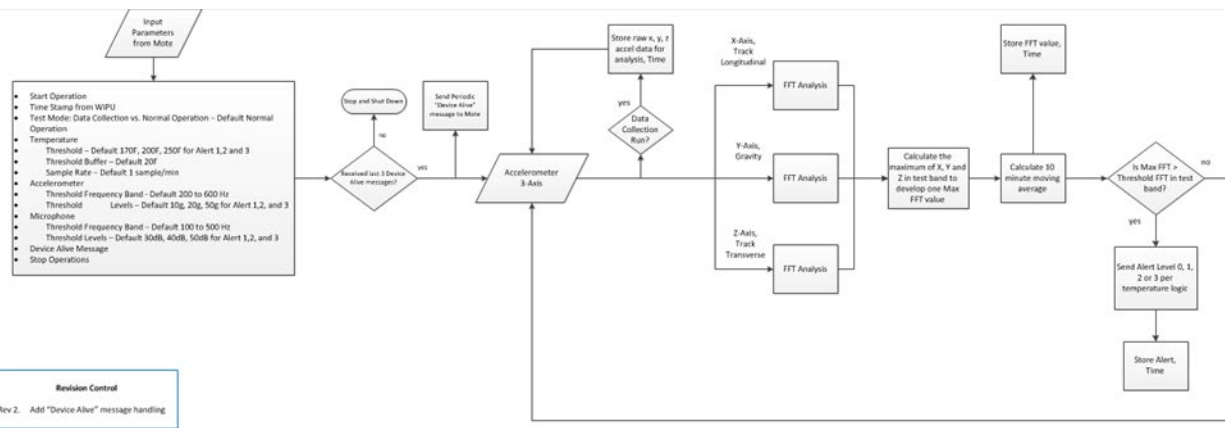 Input
Parameters
from Mote
Start Operation
Time Stamp from WiPU
Test Mode: Data Collection vs. Normal Operation – Default Normal
Operation
Temperature
Threshold – Default 170F, 200F, 250F for Alert 1,2 and 3
Threshold Buffer – Default 20F
Sample Rate – Default 1 sample/min
Accelerometer
Threshold Frequency Band - Default 200 to 600 Hz
Threshold Levels – Default 10g, 20g, 50g for Alert 1,2, and 3
Microphone
Threshold Frequency Band – Default 100 to 500 Hz
Threshold Levels – Default 30dB, 40dB, 50dB for Alert 1,2, and 3
Device Alive Message
Stop Operations
Stop and Shut Down
no
Received last 3 Device
Alive messages?
yes
Send Periodic
"Device Alive"
message to Mote
Accelerometer
3-Axis
Store raw x, y, z
accel data for
analysis, Time
yes
Data
Collection
Run?
X-Axis,
Track
Longitudinal
FFT Analysis
Y-Axis,
Gravity
FFT Analysis
Z-Axis,
Track
Transverse
FFT Analysis
Calculate the
maximum of X, Y and
Z in test band to
develop one Max
FFT value
Store FFT value,
Time
Calculate 10
minute moving
average
Is Max FFT >
Threshold FFT in test
band?
no
yes
Send Alert Level 0, 1,
2 or 3 per
temperature logic
Store Alert,
Time
Revision Control
Rev 2. Add "Device Alive" message handling